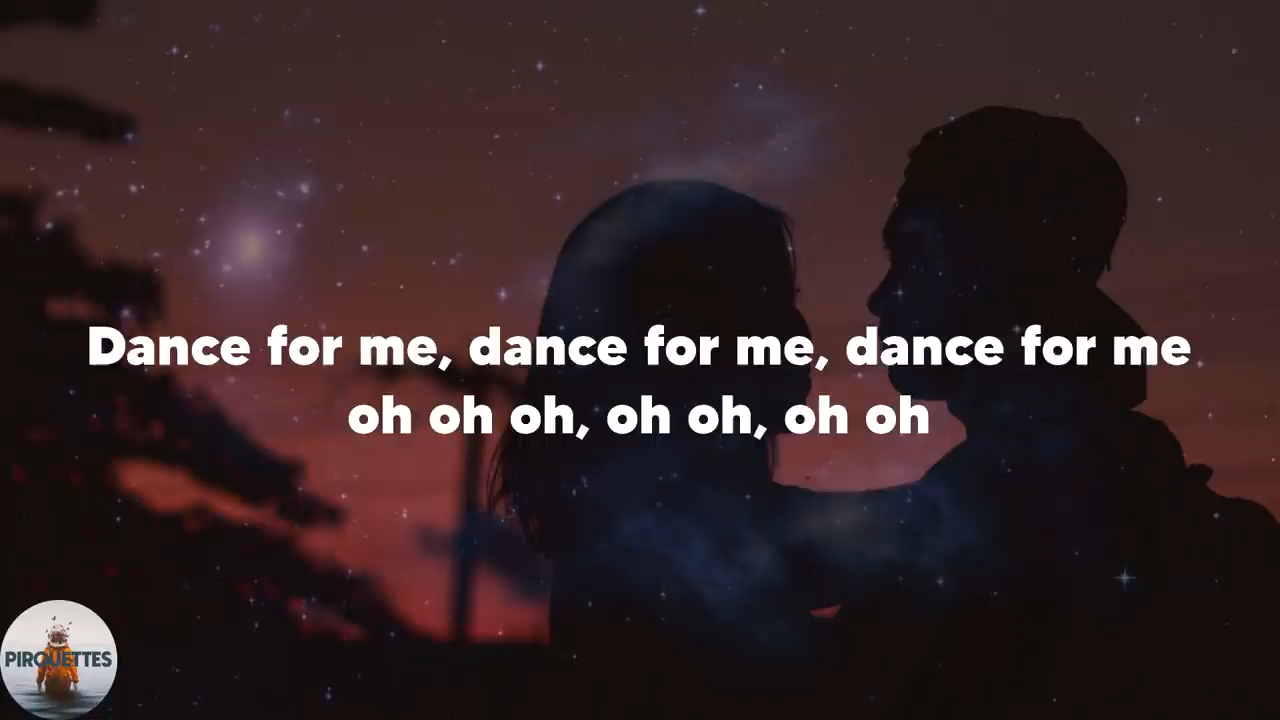 Dance for me, dance for me, dance for me
oh oh oh, oh oh, oh oh
PIROUETTES